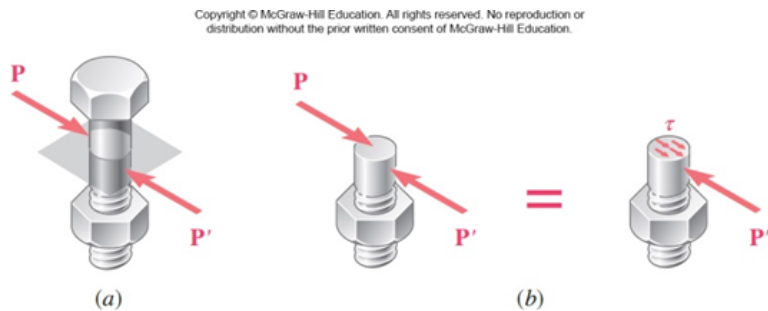 Copyright © McGraw-Hill Education. All rights reserved. No reproduction or
distribution without the prior written consent of McGraw-Hill Education.
P
P'
(a)
P
P'
=
τ
P'
(b)